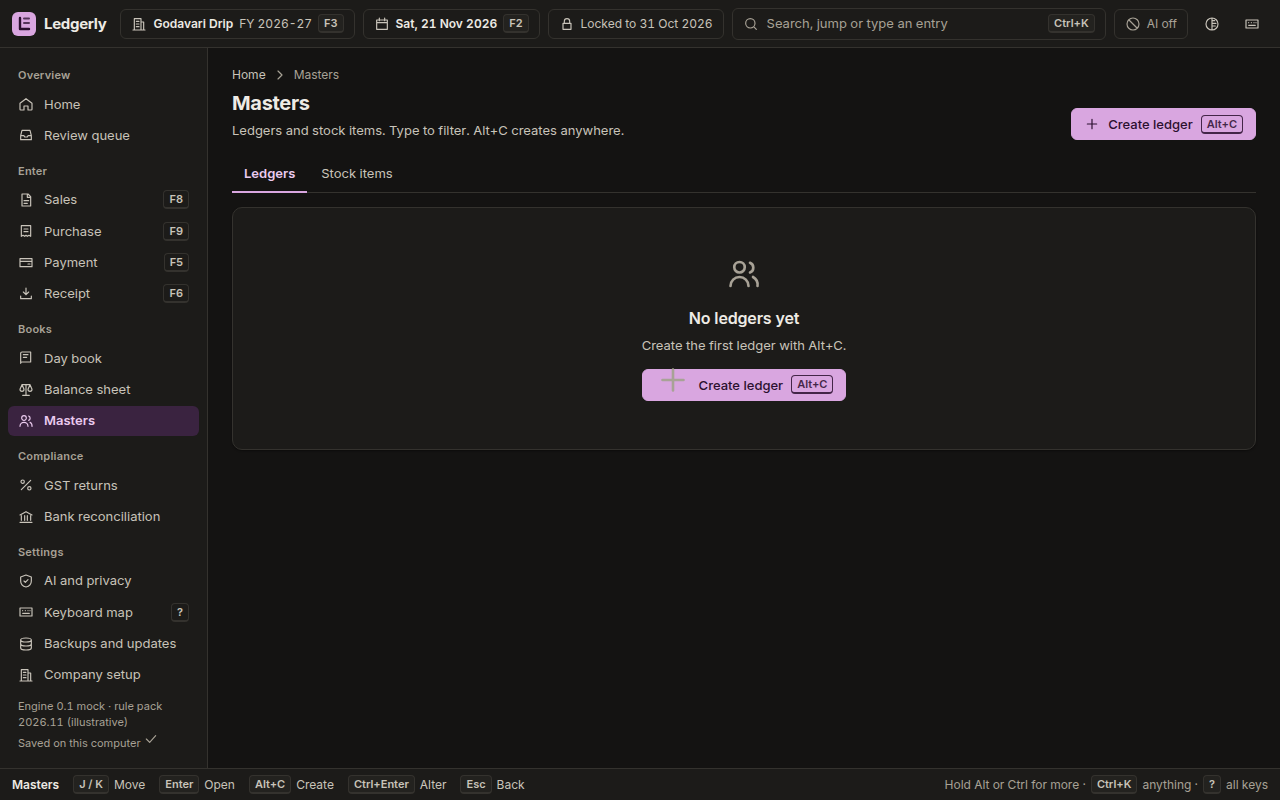 Ledgerly
Godavari Drip FY 2026-27 F3
Sat, 21 Nov 2026 F2
Locked to 31 Oct 2026
Search, jump or type an entry Ctrl+K
AI off
Overview
Home
Review queue
Enter
Sales F8
Purchase F9
Payment F5
Receipt F6
Books
Day book
Balance sheet
Masters
Compliance
GST returns
Bank reconciliation
Settings
AI and privacy
Keyboard map ?
Backups and updates
Company setup
Engine 0.1 mock · rule pack
2026.11 (illustrative)
Saved on this computer
Home Masters
Masters
Ledgers and stock items. Type to filter. Alt+C creates anywhere.
Create ledger Alt+C
Ledgers Stock items
No ledgers yet
Create the first ledger with Alt+C.
Create ledger Alt+C
Masters J / K Move Enter Open Alt+C Create Ctrl+Enter Alter Esc Back
Hold Alt or Ctrl for more · Ctrl+K anything · ? all keys